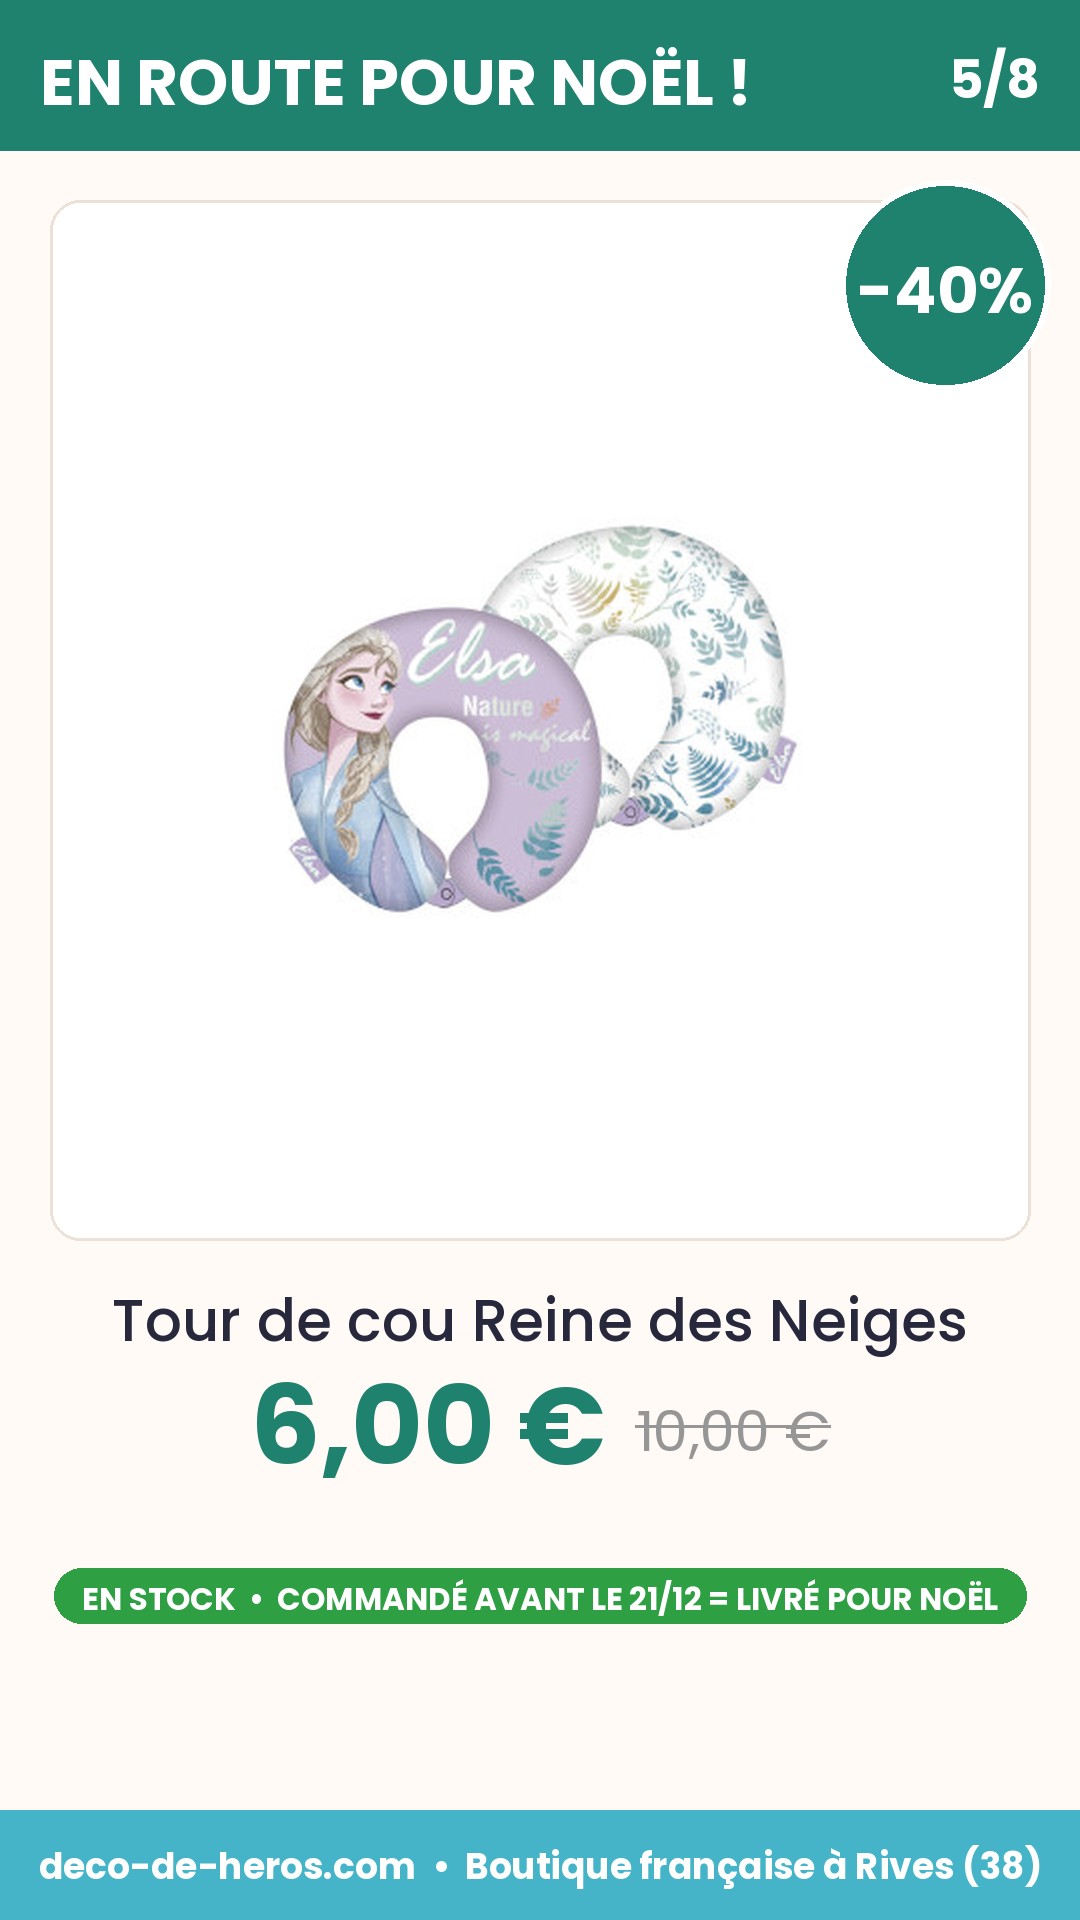 EN ROUTE POUR NOËL !
5/8
-40%
Elsa
Nature
is magical
Elsa
Elsa
Tour de cou Reine des Neiges
6,00 € 10,00 €
EN STOCK • COMMANDÉ AVANT LE 21/12 = LIVRÉ POUR NOËL
deco-de-heros.com • Boutique française à Rives (38)